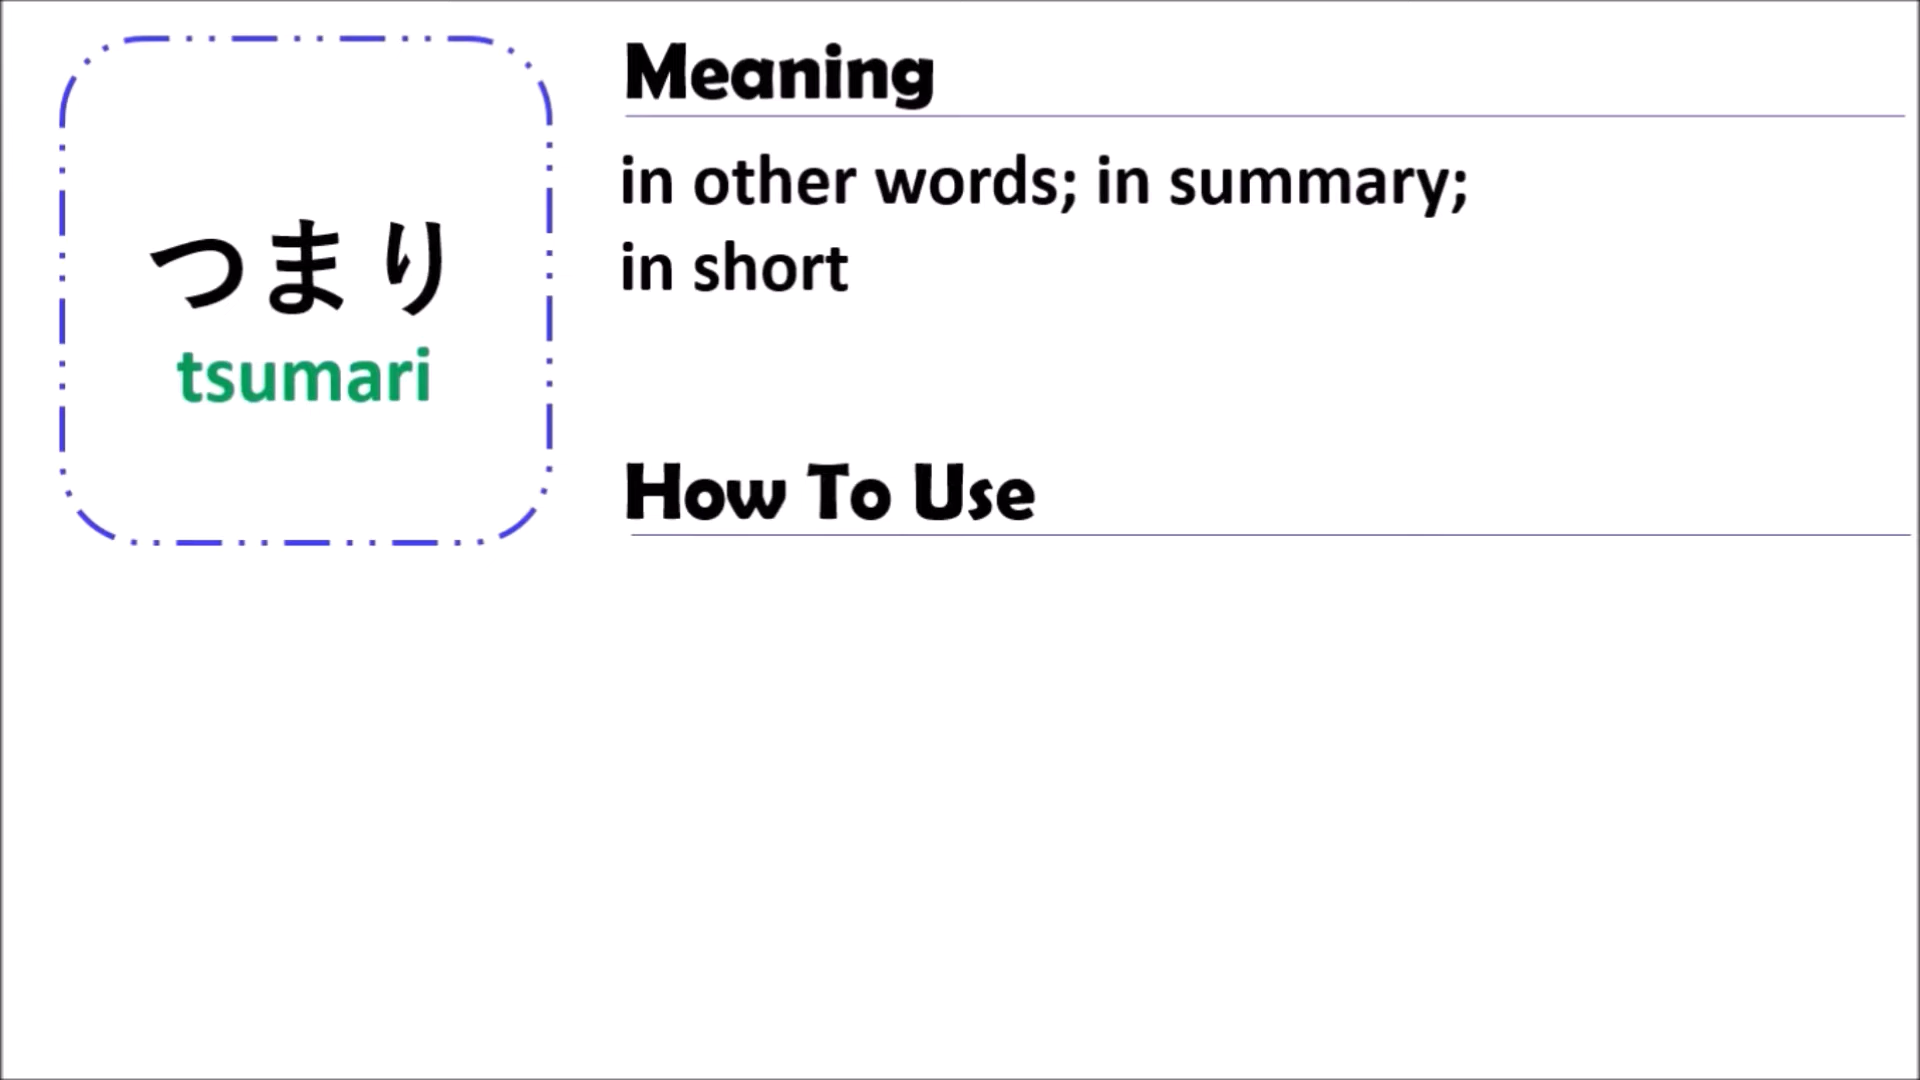 つまり
tsumari
Meaning
in other words; in summary;
in short
How To Use